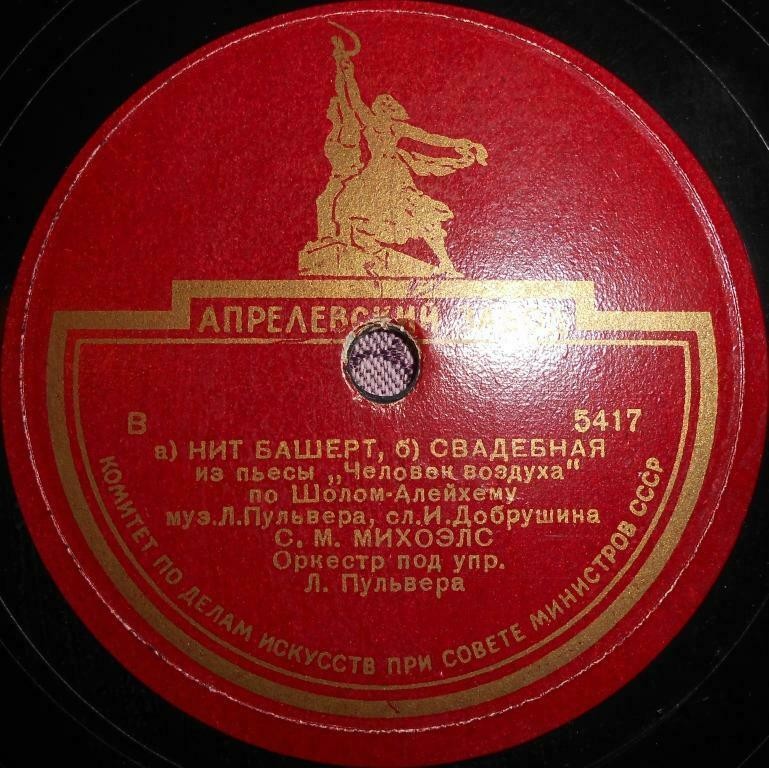 АПРЕЛЕВСКИЙ ЗАВОД
В 5417
а) НИТ БАШЕРТ, б) СВАДЕБНАЯ
из пьесы „Человек воздуха"
по Шолом-Алейхему
муз.Л.Пульвера, сл.И.Добрушина
С. М. МИХОЭЛС
Оркестр под упр.
Л. Пульвера
КОМИТЕТ ПО ДЕЛАМ ИСКУССТВ ПРИ СОВЕТЕ МИНИСТРОВ СССР